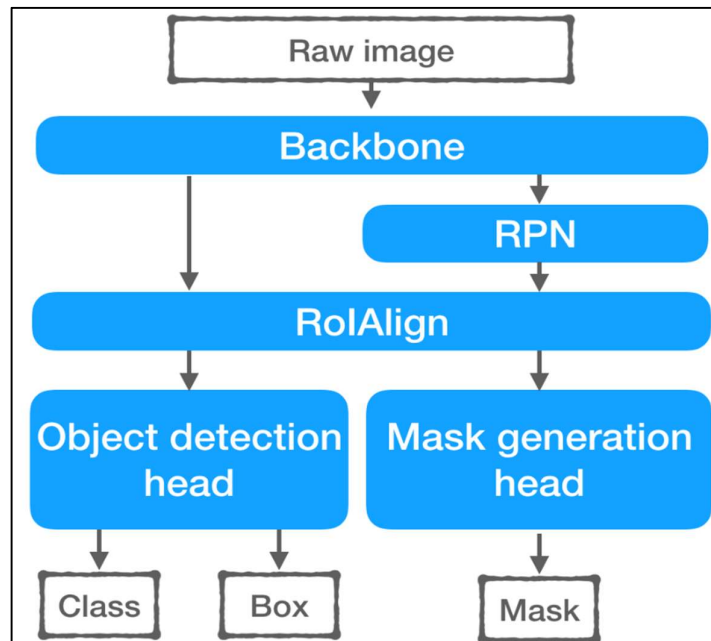 Raw image
Backbone
RPN
RoIAlign
Object detection
head
Mask generation
head
Class
Box
Mask